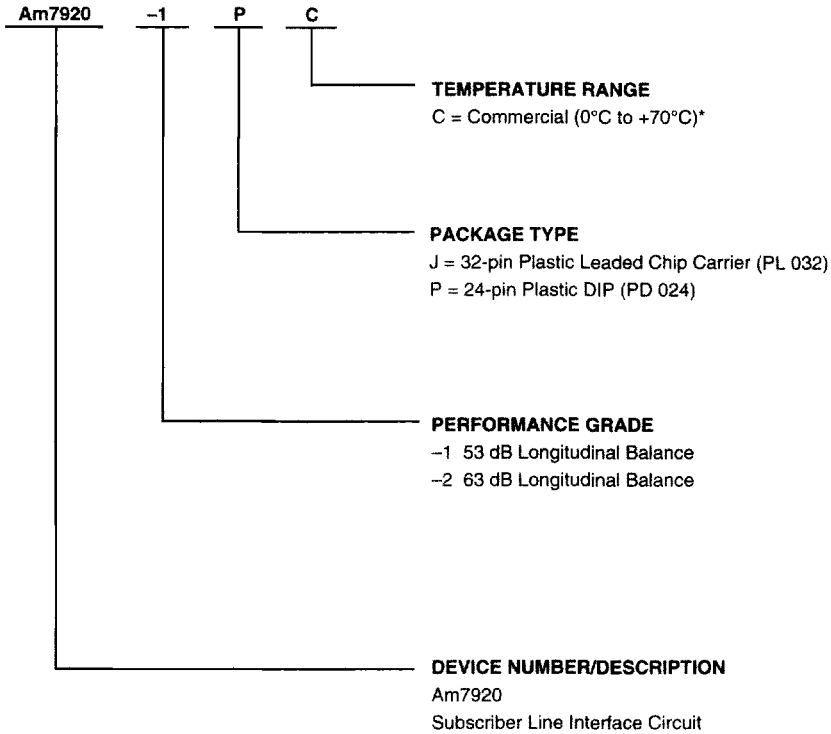 Am7920 –1 P C
TEMPERATURE RANGE
C = Commercial (0°C to +70°C)*
PACKAGE TYPE
J = 32-pin Plastic Leaded Chip Carrier (PL 032)
P = 24-pin Plastic DIP (PD 024)
PERFORMANCE GRADE
–1 53 dB Longitudinal Balance
–2 63 dB Longitudinal Balance
DEVICE NUMBER/DESCRIPTION
Am7920
Subscriber Line Interface Circuit